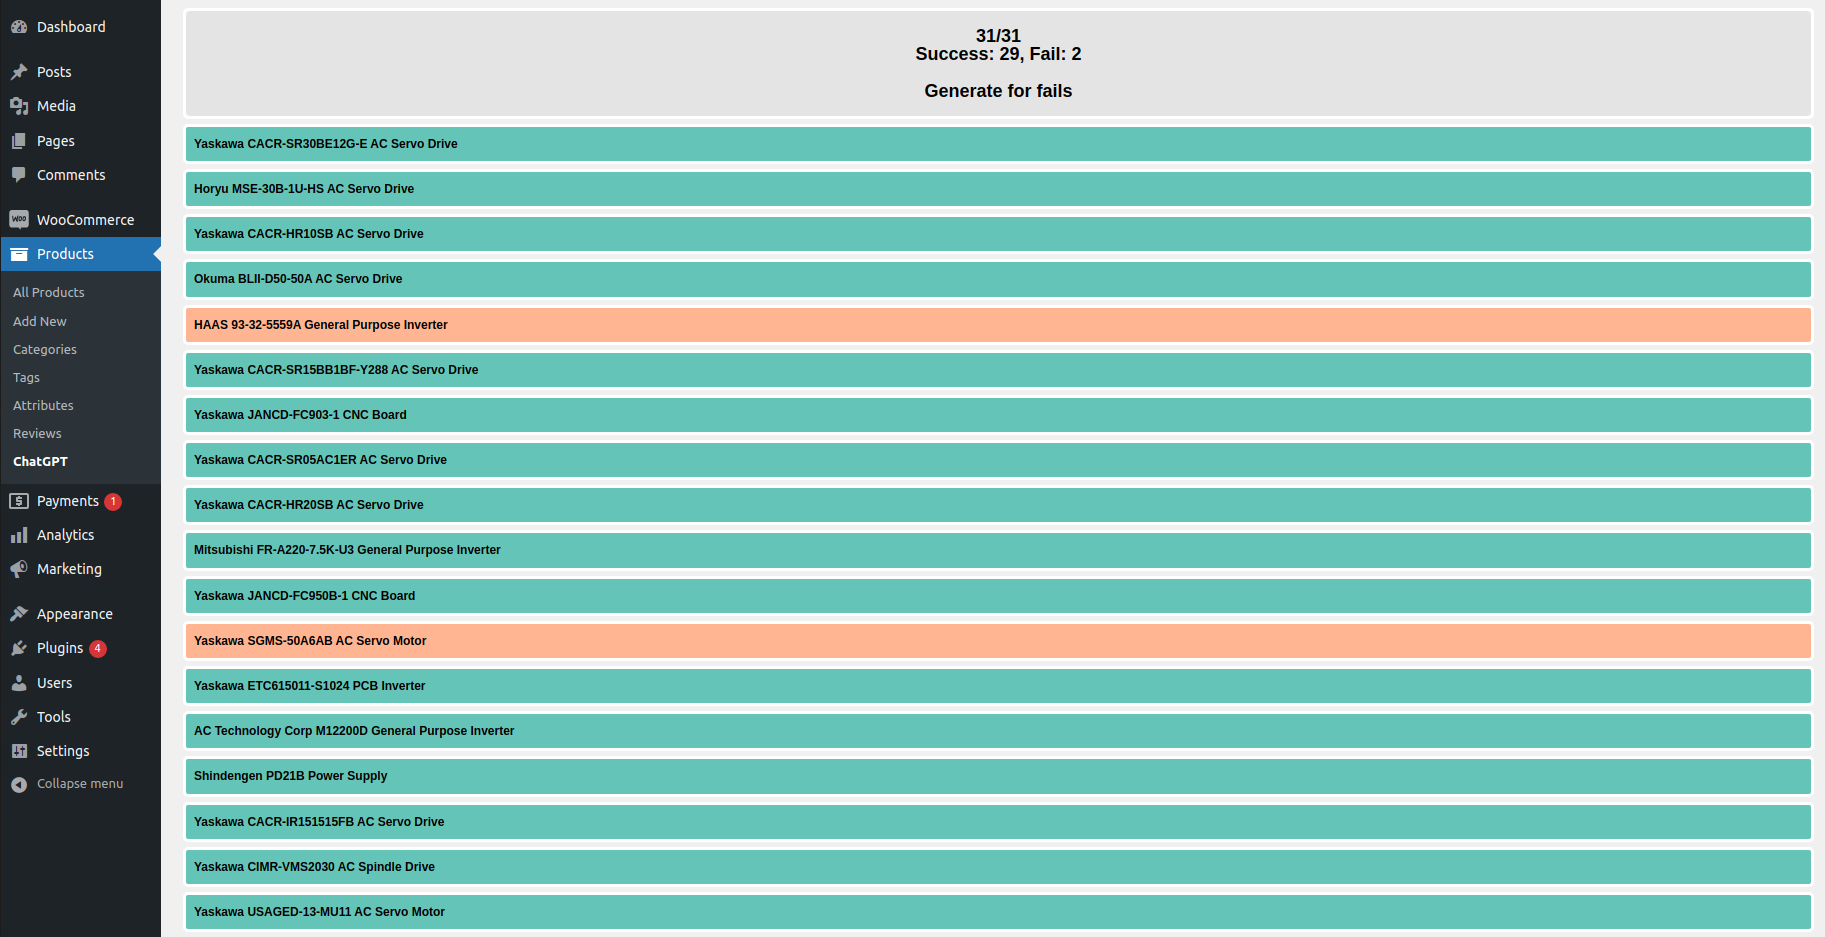 Dashboard
Posts
Media
Pages
Comments
WOO WooCommerce
Products
All Products
Add New
Categories
Tags
Attributes
Reviews
ChatGPT
Payments 1
Analytics
Marketing
Appearance
Plugins 4
Users
Tools
Settings
Collapse menu
31/31
Success: 29, Fail: 2
Generate for fails
Yaskawa CACR-SR30BE12G-E AC Servo Drive
Horyu MSE-30B-1U-HS AC Servo Drive
Yaskawa CACR-HR10SB AC Servo Drive
Okuma BLII-D50-50A AC Servo Drive
HAAS 93-32-5559A General Purpose Inverter
Yaskawa CACR-SR15BB1BF-Y288 AC Servo Drive
Yaskawa JANCD-FC903-1 CNC Board
Yaskawa CACR-SR05AC1ER AC Servo Drive
Yaskawa CACR-HR20SB AC Servo Drive
Mitsubishi FR-A220-7.5K-U3 General Purpose Inverter
Yaskawa JANCD-FC950B-1 CNC Board
Yaskawa SGMS-50A6AB AC Servo Motor
Yaskawa ETC615011-S1024 PCB Inverter
AC Technology Corp M12200D General Purpose Inverter
Shindengen PD21B Power Supply
Yaskawa CACR-IR151515FB AC Servo Drive
Yaskawa CIMR-VMS2030 AC Spindle Drive
Yaskawa USAGED-13-MU11 AC Servo Motor